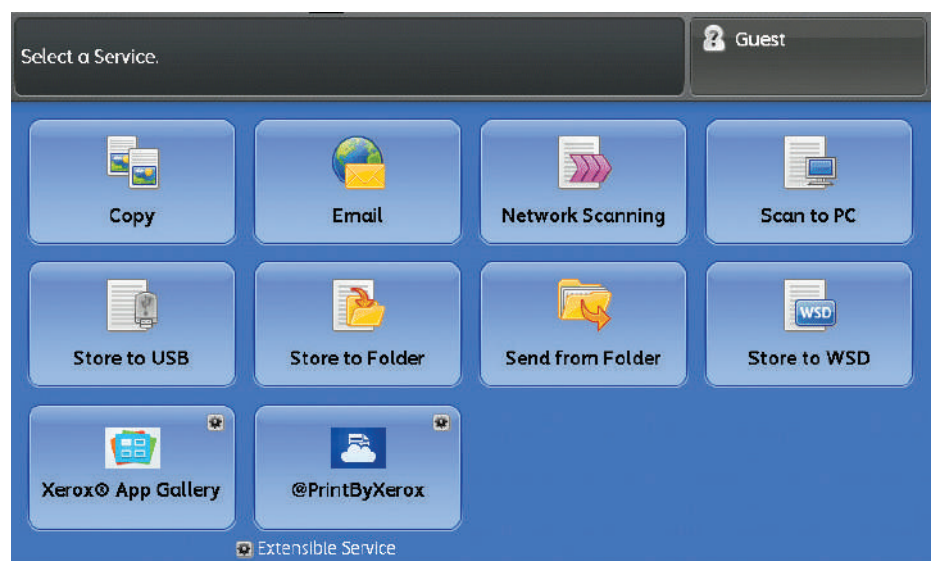 Select a Service.
Guest
Copy
Email
Network Scanning
Scan to PC
Store to USB
Store to Folder
Send from Folder
WSD
Store to WSD
Xerox® App Gallery
@PrintByXerox
Extensible Service